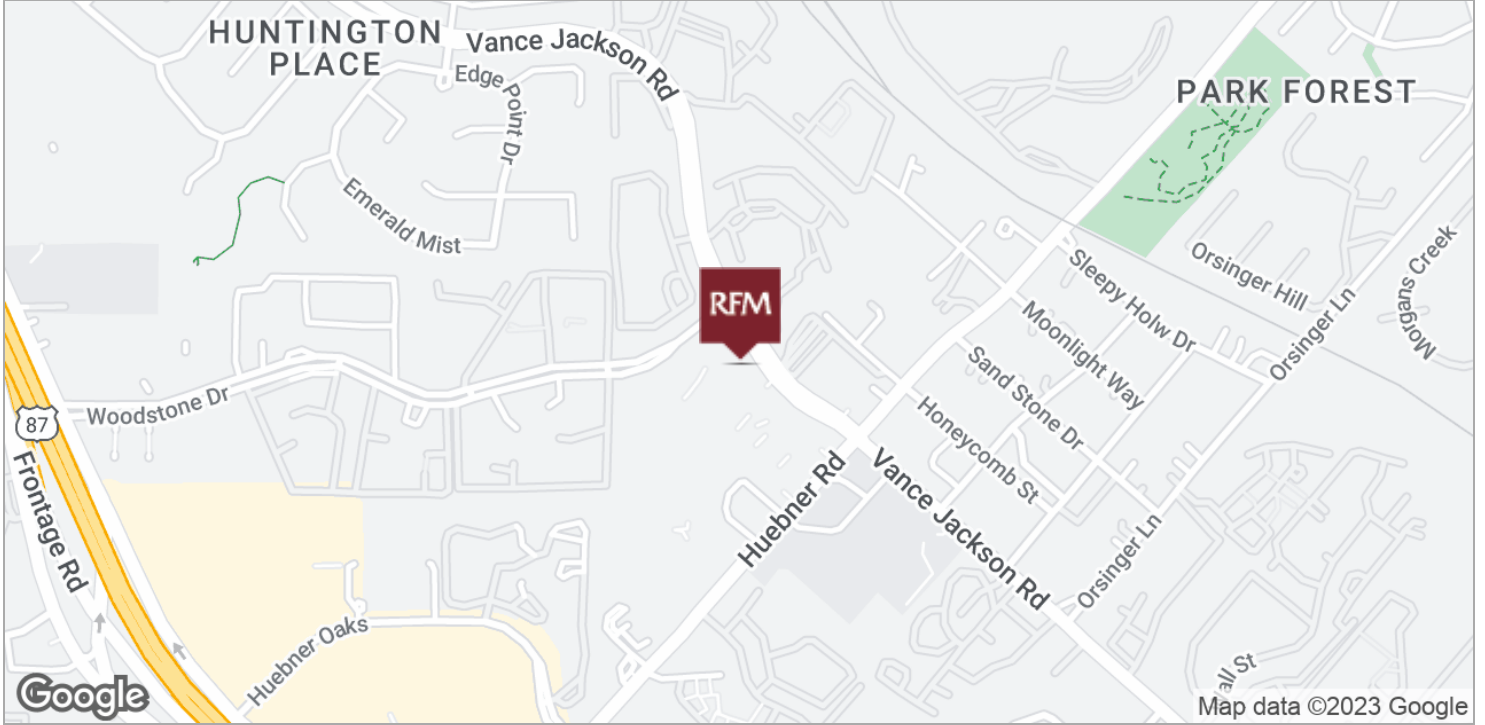 HUNTINGTON
PLACE
Vance Jackson Rd
Edge Point Dr
PARK FOREST
Emerald Mist
Orsinger Hill
Morgans Creek
Sleepy Holw Dr
RFM
Orsinger Ln
Moonlight Way
Sand Stone Dr
Woodstone Dr
87
Honeycomb St
Frontage Rd
Huebner Rd
Vance Jackson Rd
Orsinger Ln
Huebner Oaks
all St
Google
Map data ©2023 Google